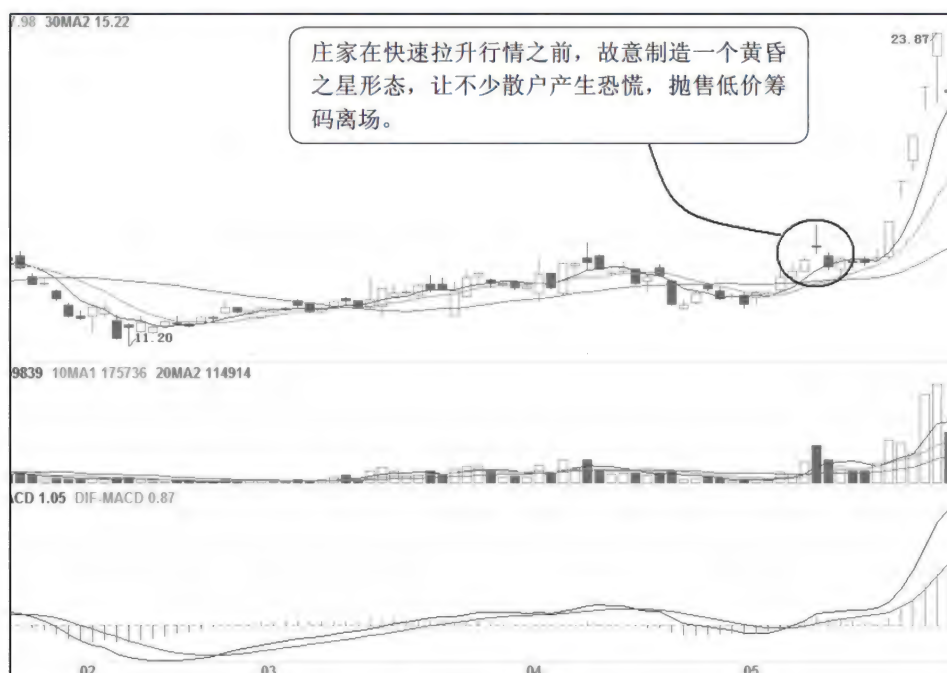 7.98 30MA2 15.22
23.87
庄家在快速拉升行情之前，故意制造一个黄昏
之星形态，让不少散户产生恐慌，抛售低价筹
码离场。
11.20
9839 10MA1 175736 20MA2 114914
ACD 1.05 DIF-MACD 0.87
02 03 04 05